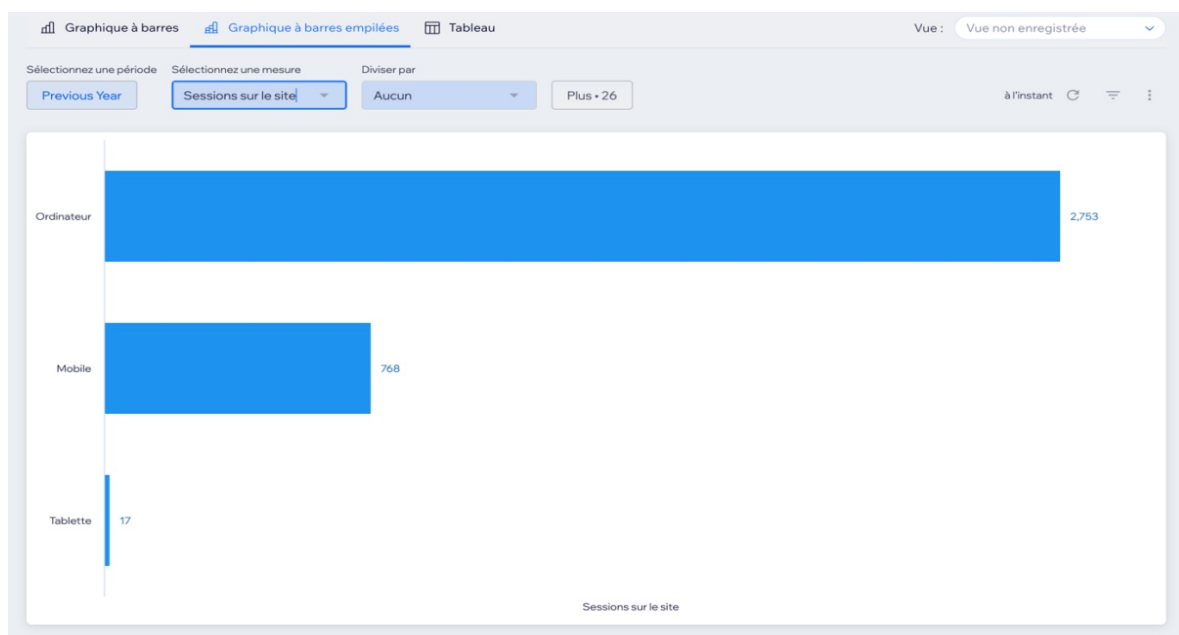 Graphique à barres Graphique à barres empilées Tableau Vue : Vue non enregistrée
Sélectionnez une période Sélectionnez une mesure Diviser par
Previous Year Sessions sur le site Aucun Plus • 26 à l'instant
Ordinateur 2,753
Mobile 768
Tablette 17
Sessions sur le site